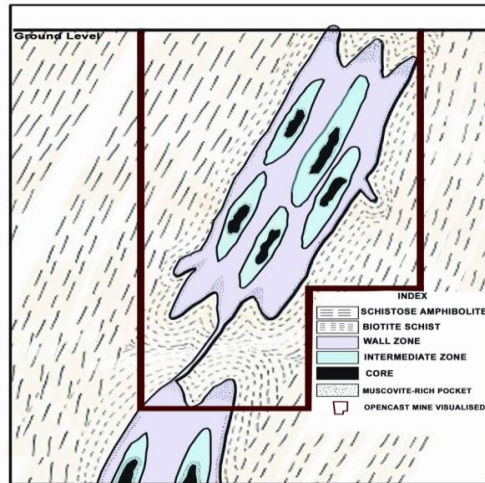 Ground Level
INDEX
SCHISTOSE AMPHIBOLITE
BIOTITE SCHIST
WALL ZONE
INTERMEDIATE ZONE
CORE
MUSCOVITE-RICH POCKET
OPENCAST MINE VISUALISED